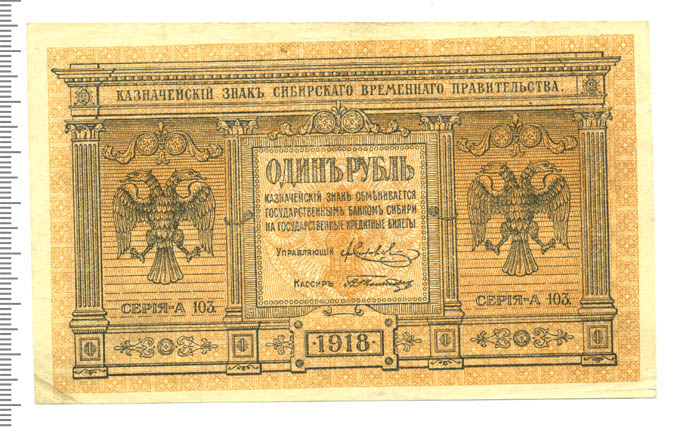 КАЗНАЧЕЙСКІЙ ЗНАКЪ СИБИРСКАГО ВРЕМЕННАГО ПРАВИТЕЛЬСТВА.
ОДИНЪ РУБЛЬ
КАЗНАЧЕЙСКІЙ ЗНАКЪ ОБМѢНИВАЕТСЯ
ГОСУДАРСТВЕННЫМЪ БАНКОМЪ СИБИРИ
НА ГОСУДАРСТВЕННЫЕ КРЕДИТНЫЕ БИЛЕТЫ.
УПРАВЛЯЮЩІЙ
КАССИРЪ
СЕРІЯ-А 103.
СЕРІЯ-А 103.
1918